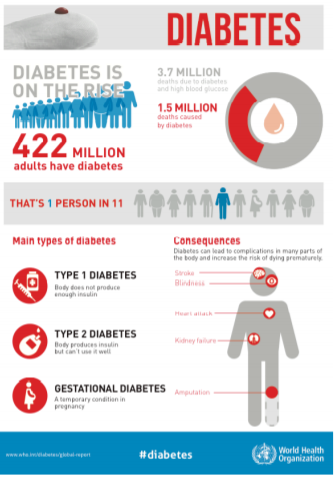 DIABETES
DIABETES IS
ON THE RISE
422 MILLION
adults have diabetes
3.7 MILLION
deaths due to diabetes
and high blood glucose
1.5 MILLION
deaths caused
by diabetes
THAT'S 1 PERSON IN 11
Main types of diabetes
TYPE 1 DIABETES
Body does not produce
enough insulin
TYPE 2 DIABETES
Body produces insulin
but can't use it well
GESTATIONAL DIABETES
A temporary condition in
pregnancy
Consequences
Diabetes can lead to complications in many parts of
the body and increase the risk of dying prematurely.
Stroke
Blindness
Heart attack
Kidney failure
Amputation
www.who.int/diabetes/global-report
#diabetes
World Health
Organization